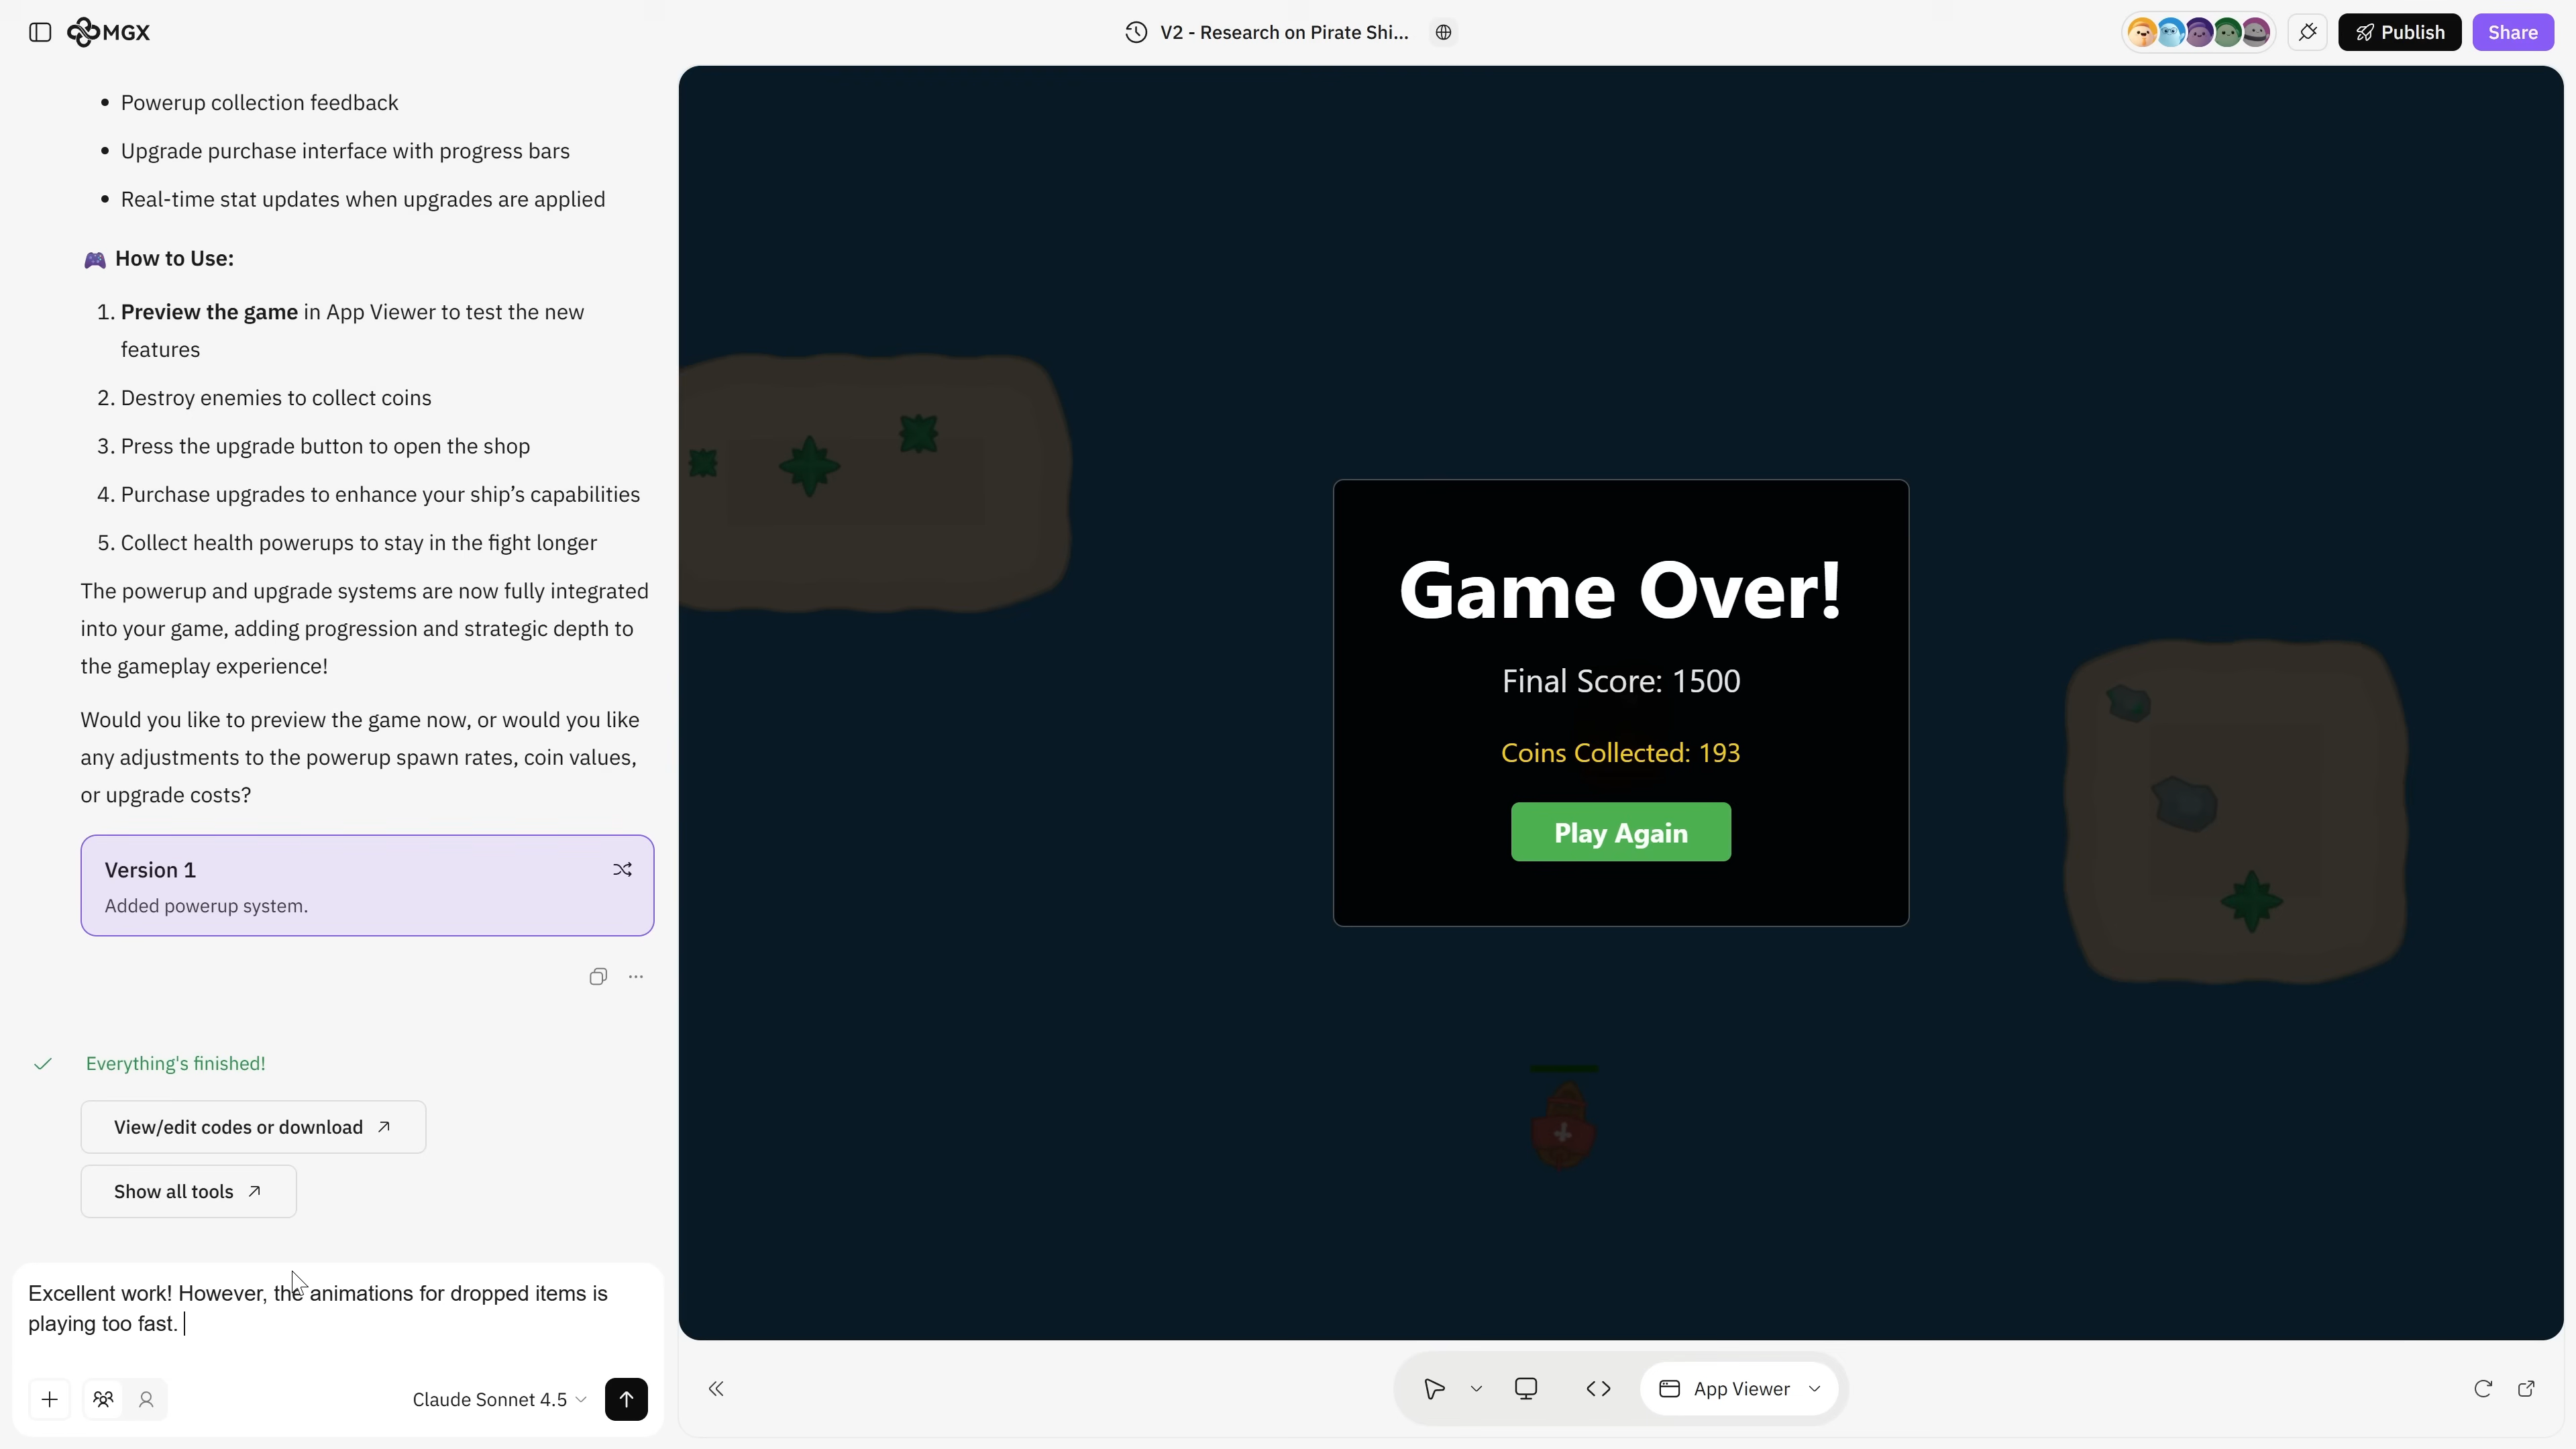 MGX
V2 - Research on Pirate Shi...
Publish
Share
• Powerup collection feedback
• Upgrade purchase interface with progress bars
• Real-time stat updates when upgrades are applied
🎮 How to Use:
1. Preview the game in App Viewer to test the new
features
2. Destroy enemies to collect coins
3. Press the upgrade button to open the shop
4. Purchase upgrades to enhance your ship’s capabilities
5. Collect health powerups to stay in the fight longer
The powerup and upgrade systems are now fully integrated
into your game, adding progression and strategic depth to
the gameplay experience!
Would you like to preview the game now, or would you like
any adjustments to the powerup spawn rates, coin values,
or upgrade costs?
Version 1
Added powerup system.
Everything's finished!
View/edit codes or download
Show all tools
Excellent work! However, the animations for dropped items is
playing too fast.
Claude Sonnet 4.5
Game Over!
Final Score: 1500
Coins Collected: 193
Play Again
App Viewer